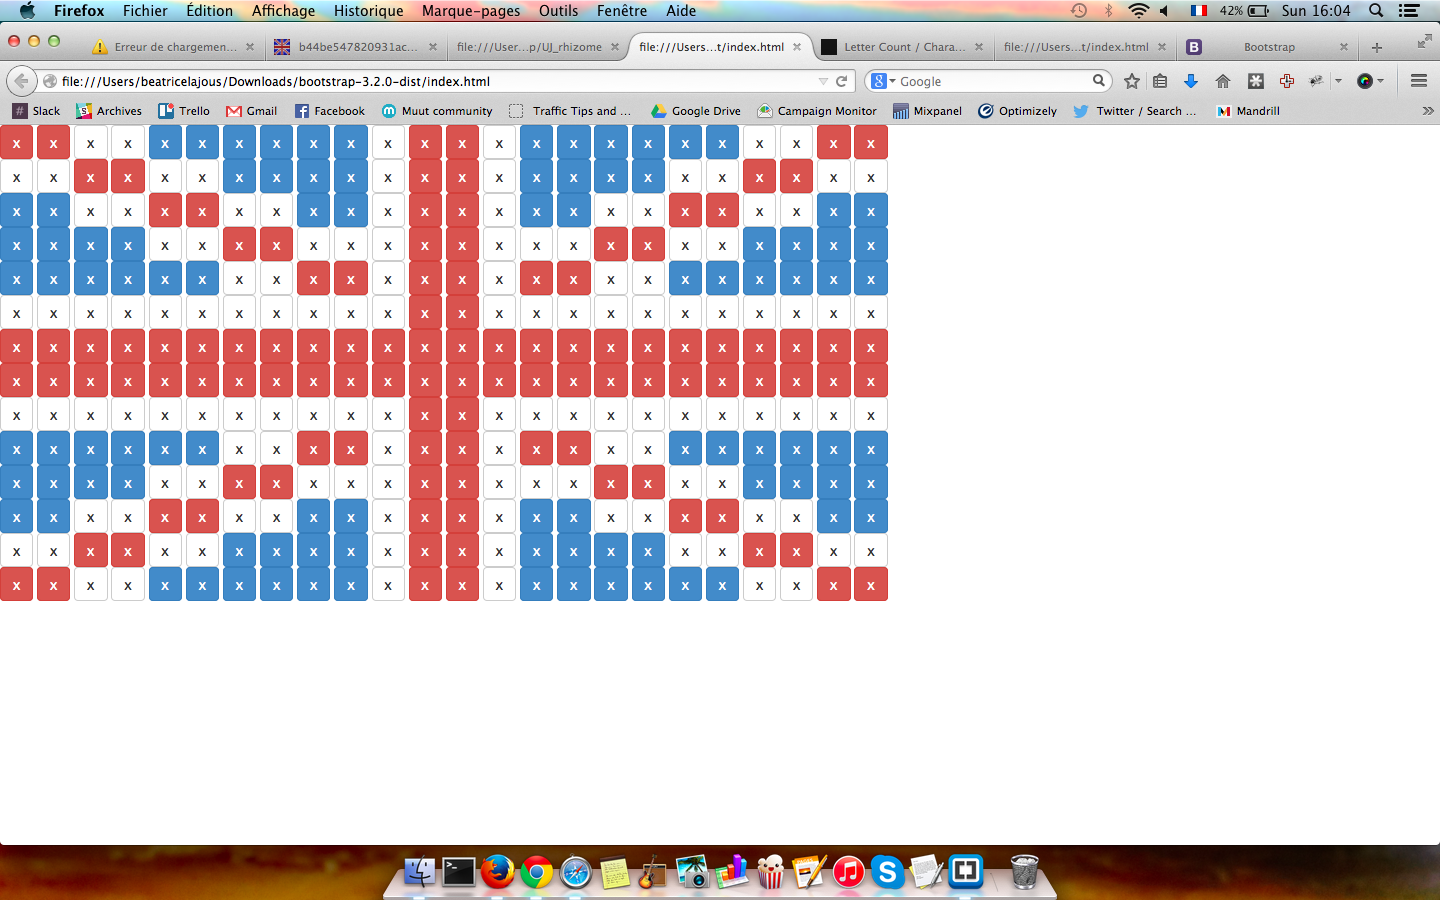 Firefox Fichier Édition Affichage Historique Marque-pages Outils Fenêtre Aide 42% Sun 16:04
Erreur de chargemen... b44be547820931ac... file:///User...p/UJ_rhizome file:///Users...t/index.html Letter Count / Chara... file:///Users...t/index.html B Bootstrap
file:///Users/beatricelajous/Downloads/bootstrap-3.2.0-dist/index.html 8 Google
# Slack Archives Trello Gmail Facebook m Muut community Traffic Tips and ... Google Drive Campaign Monitor Mixpanel Optimizely Twitter / Search ... Mandrill
x x x x x x x x x x x x x x x x x x x x x x x x
x x x x x x x x x x x x x x x x x x x x x x x x
x x x x x x x x x x x x x x x x x x x x x x x x
x x x x x x x x x x x x x x x x x x x x x x x x
x x x x x x x x x x x x x x x x x x x x x x x x
x x x x x x x x x x x x x x x x x x x x x x x x
x x x x x x x x x x x x x x x x x x x x x x x x
x x x x x x x x x x x x x x x x x x x x x x x x
x x x x x x x x x x x x x x x x x x x x x x x x
x x x x x x x x x x x x x x x x x x x x x x x x
x x x x x x x x x x x x x x x x x x x x x x x x
x x x x x x x x x x x x x x x x x x x x x x x x
x x x x x x x x x x x x x x x x x x x x x x x x
x x x x x x x x x x x x x x x x x x x x x x x x